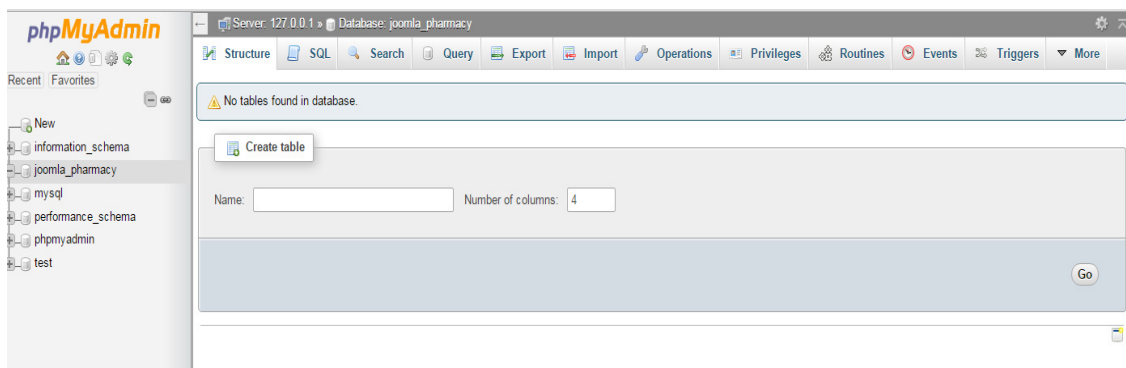 phpMyAdmin
Recent Favorites
New
information_schema
joomla_pharmacy
mysql
performance_schema
phpmyadmin
test
Server: 127.0.0.1 » Database: joomla_pharmacy
Structure SQL Search Query Export Import Operations Privileges Routines Events Triggers More
No tables found in database.
Create table
Name: Number of columns: 4
Go